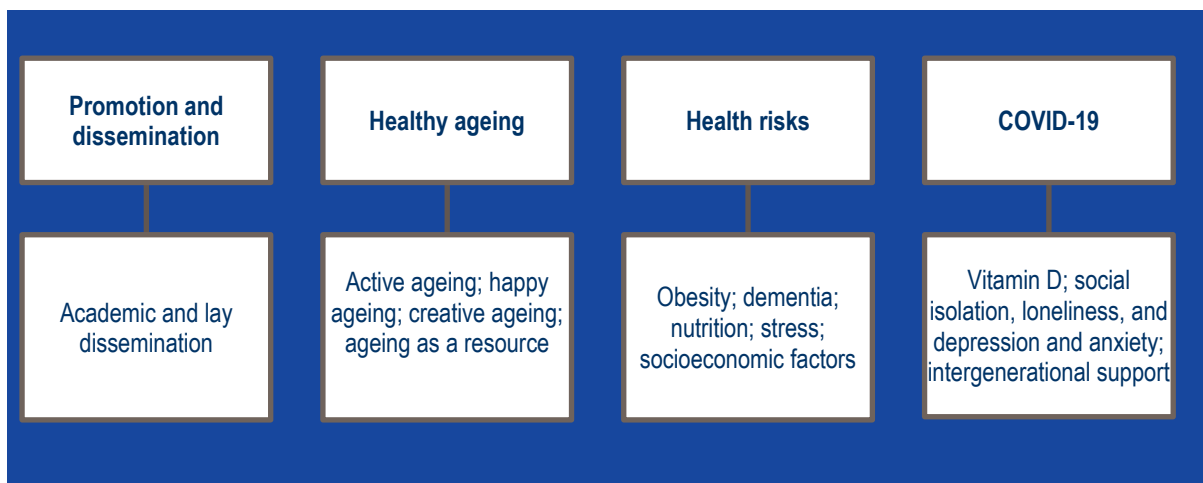 Promotion and
dissemination
Healthy ageing
Health risks
COVID-19
Academic and lay
dissemination
Active ageing; happy
ageing; creative ageing;
ageing as a resource
Obesity; dementia;
nutrition; stress;
socioeconomic factors
Vitamin D; social
isolation, loneliness, and
depression and anxiety;
intergenerational support